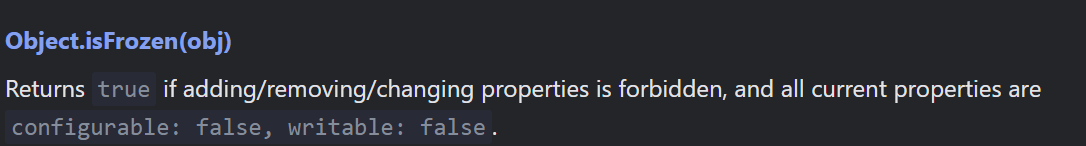 Object.isFrozen(obj)
Returns true if adding/removing/changing properties is forbidden, and all current properties are
configurable: false, writable: false.